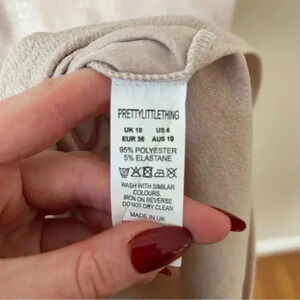 PRETTYLITTLETHING
UK 10 US 6
EUR 38 AUS 10
95% POLYESTER
5% ELASTANE
WASH WITH SIMILAR
COLOURS.
IRON ON REVERSE
DO NOT DRY CLEAN
MADE IN UK